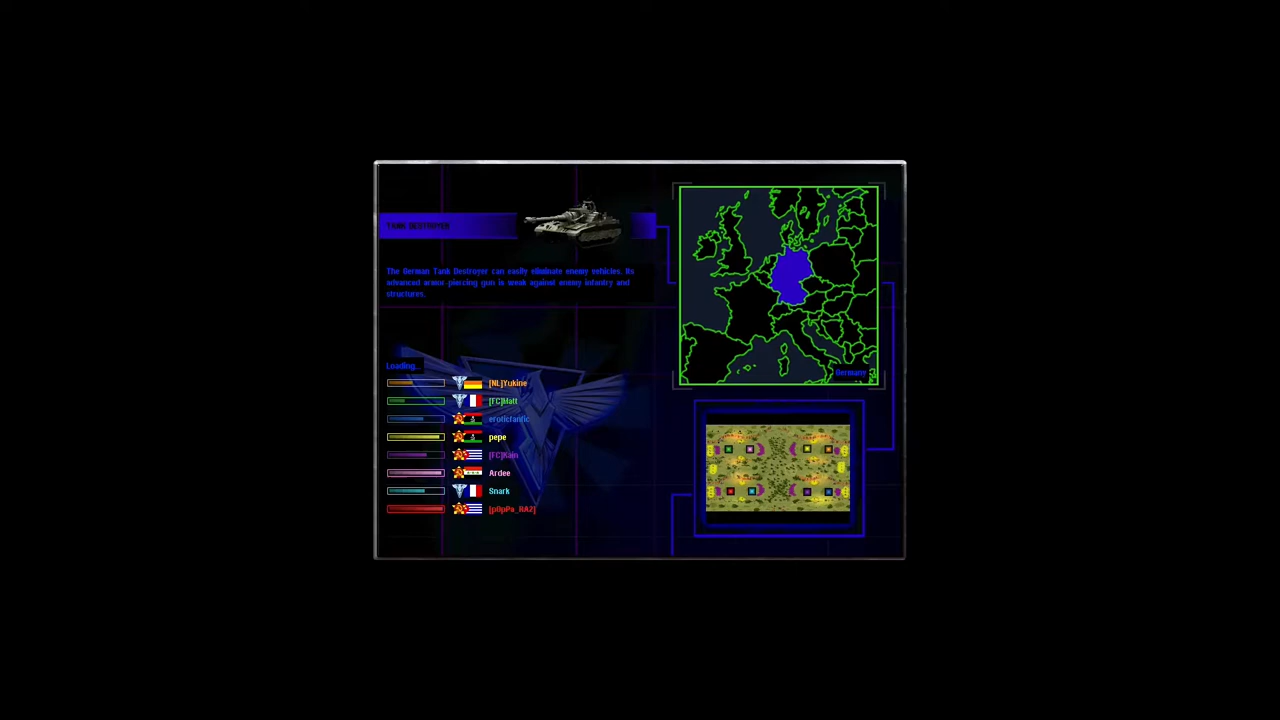 TANK DESTROYER
The German Tank Destroyer can easily eliminate enemy vehicles. Its
advanced armor-piercing gun is weak against enemy infantry and
structures.
Germany
Loading...
[NL]Yukine
[FC]Matt
eroticfanfic
pepe
[FC]Kain
Ardee
Snark
[p0pPa_RA2]